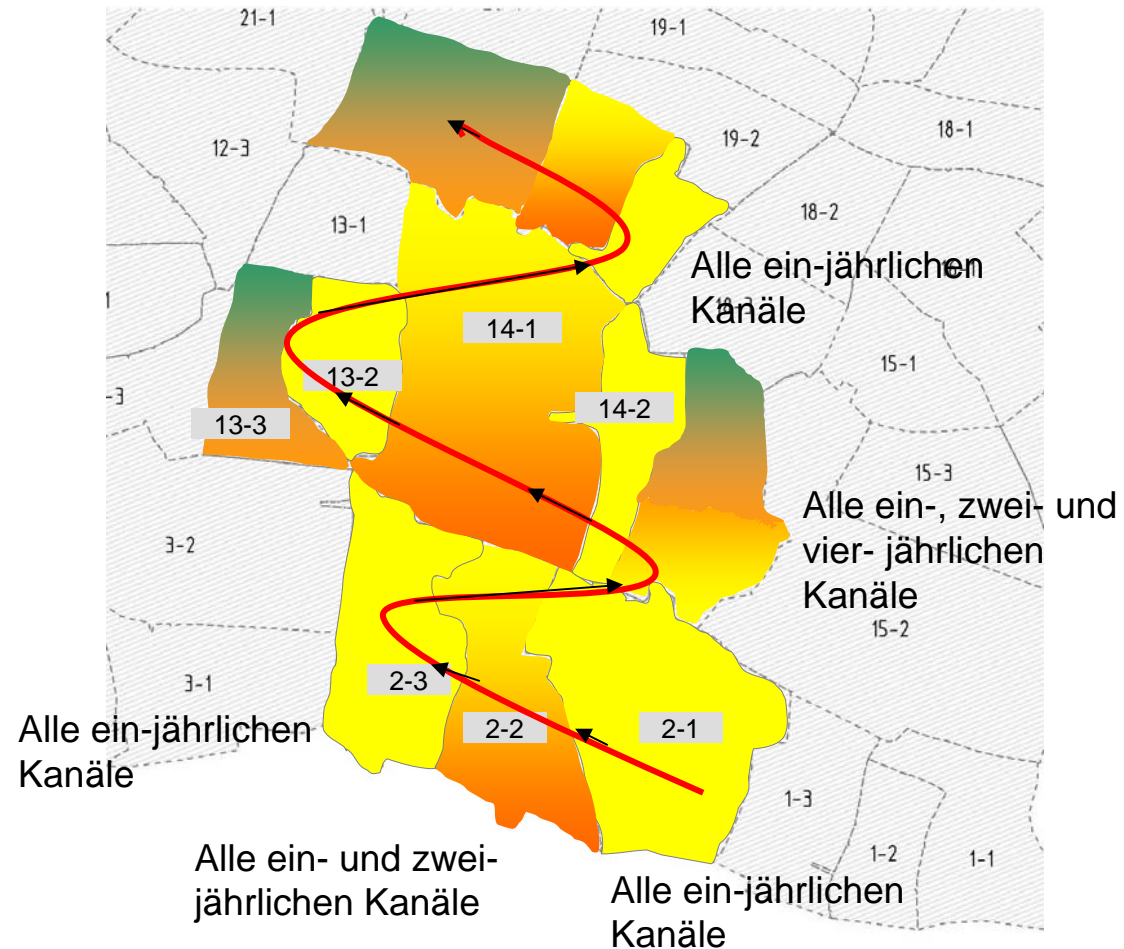 21-1
19-1
18-1
19-2
12-3
18-2
13-1
Alle ein-jährlichen
Kanäle
14-1
15-1
13-2
-3
14-2
13-3
15-3
Alle ein-, zwei- und
vier- jährlichen
Kanäle
3-2
15-2
2-3
3-1
2-2
2-1
Alle ein-jährlichen
Kanäle
1-3
1-2
1-1
Alle ein- und zwei-
jährlichen Kanäle
Alle ein-jährlichen
Kanäle